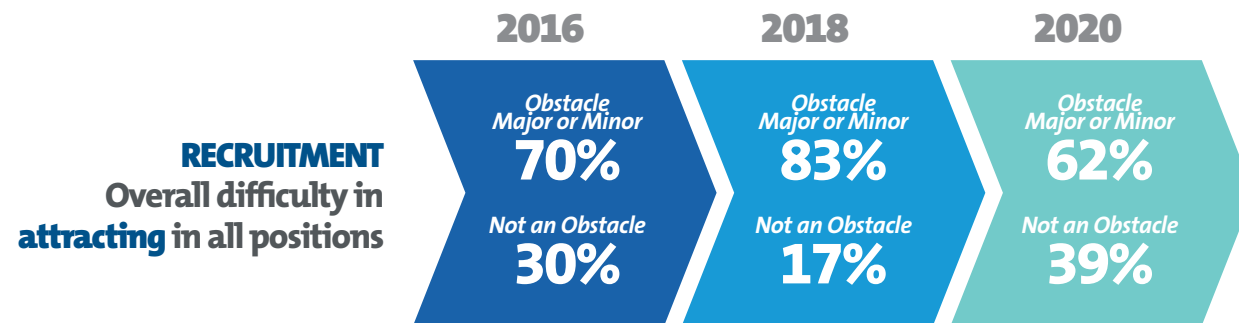 2016
2018
2020
RECRUITMENT
Overall difficulty in
attracting in all positions
Obstacle
Major or Minor
70%
Not an Obstacle
30%
Obstacle
Major or Minor
83%
Not an Obstacle
17%
Obstacle
Major or Minor
62%
Not an Obstacle
39%